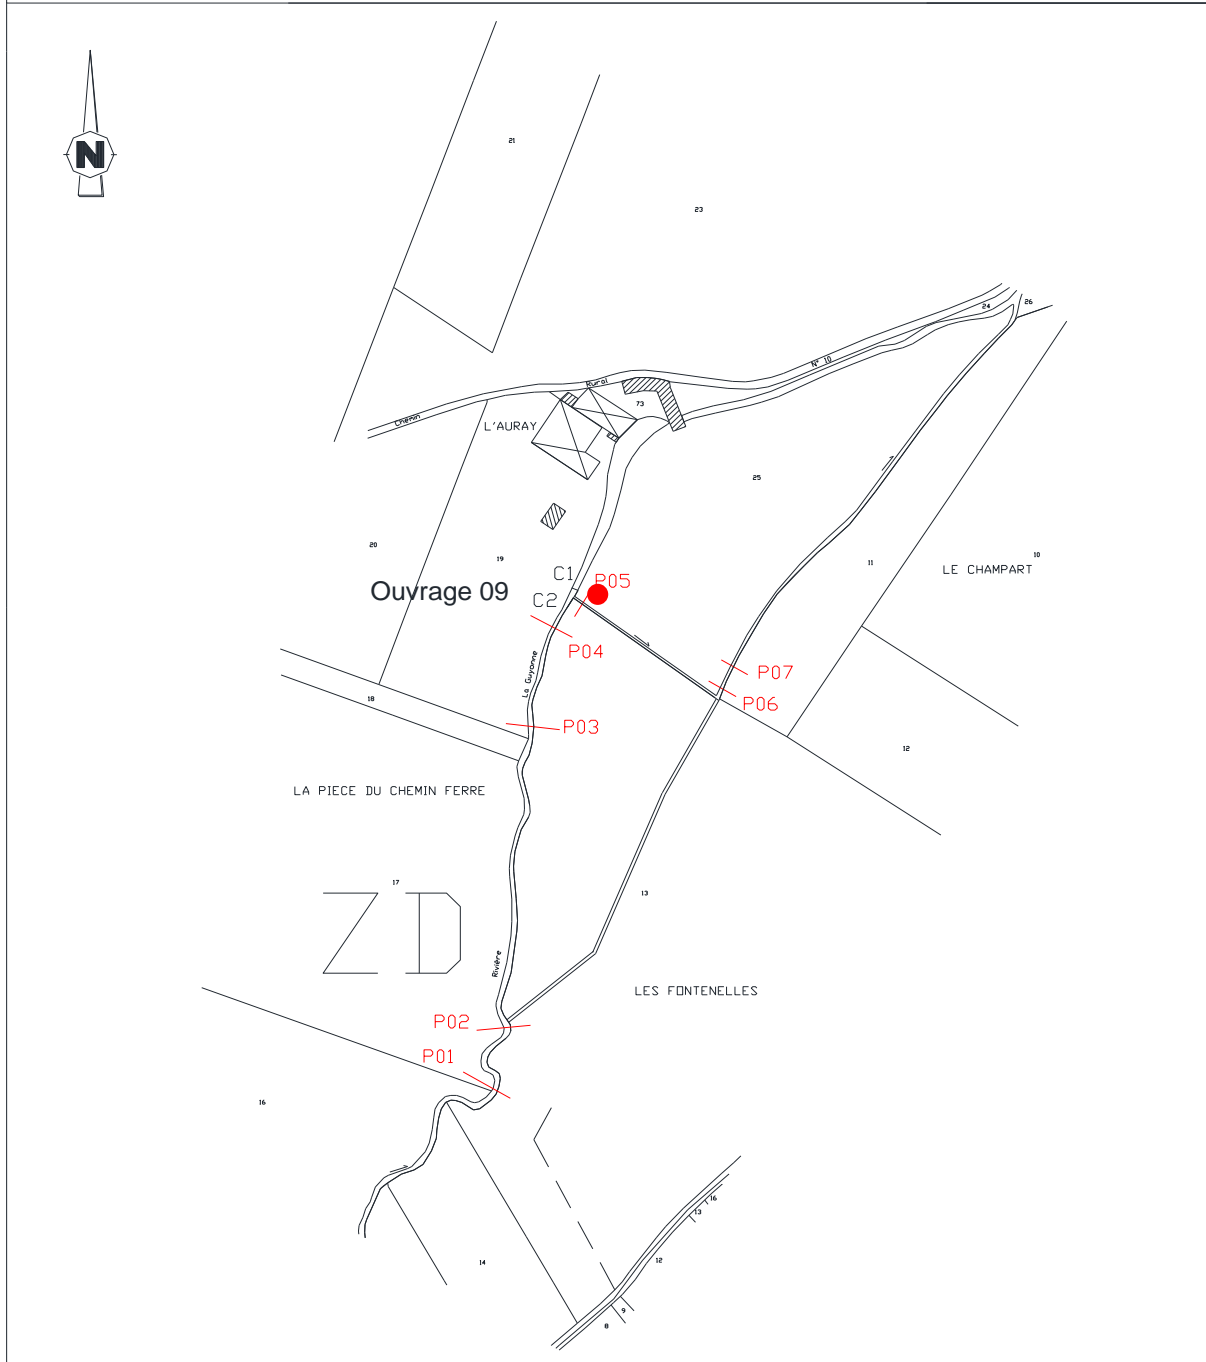 N
21
23
24
26
N° 10
Rural
73
Chemin
L'AURAY
25
20
19
10
11
LE CHAMPART
C1
P05
Ouvrage 09
C2
P04
La Guyonne
P07
P06
18
P03
12
LA PIECE DU CHEMIN FERRE
17
13
ZD
Rivière
LES FONTENELLES
P02
P01
16
16
13
12
14
9
8